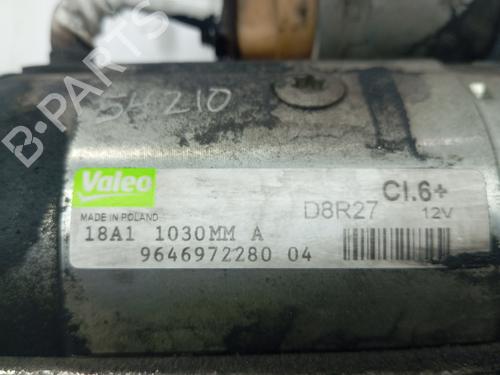 54210
Valeo
MADE IN POLAND
18A1 1030MM A
9646972280 04
D8R27
Cl.6+
12V
B-PARTS